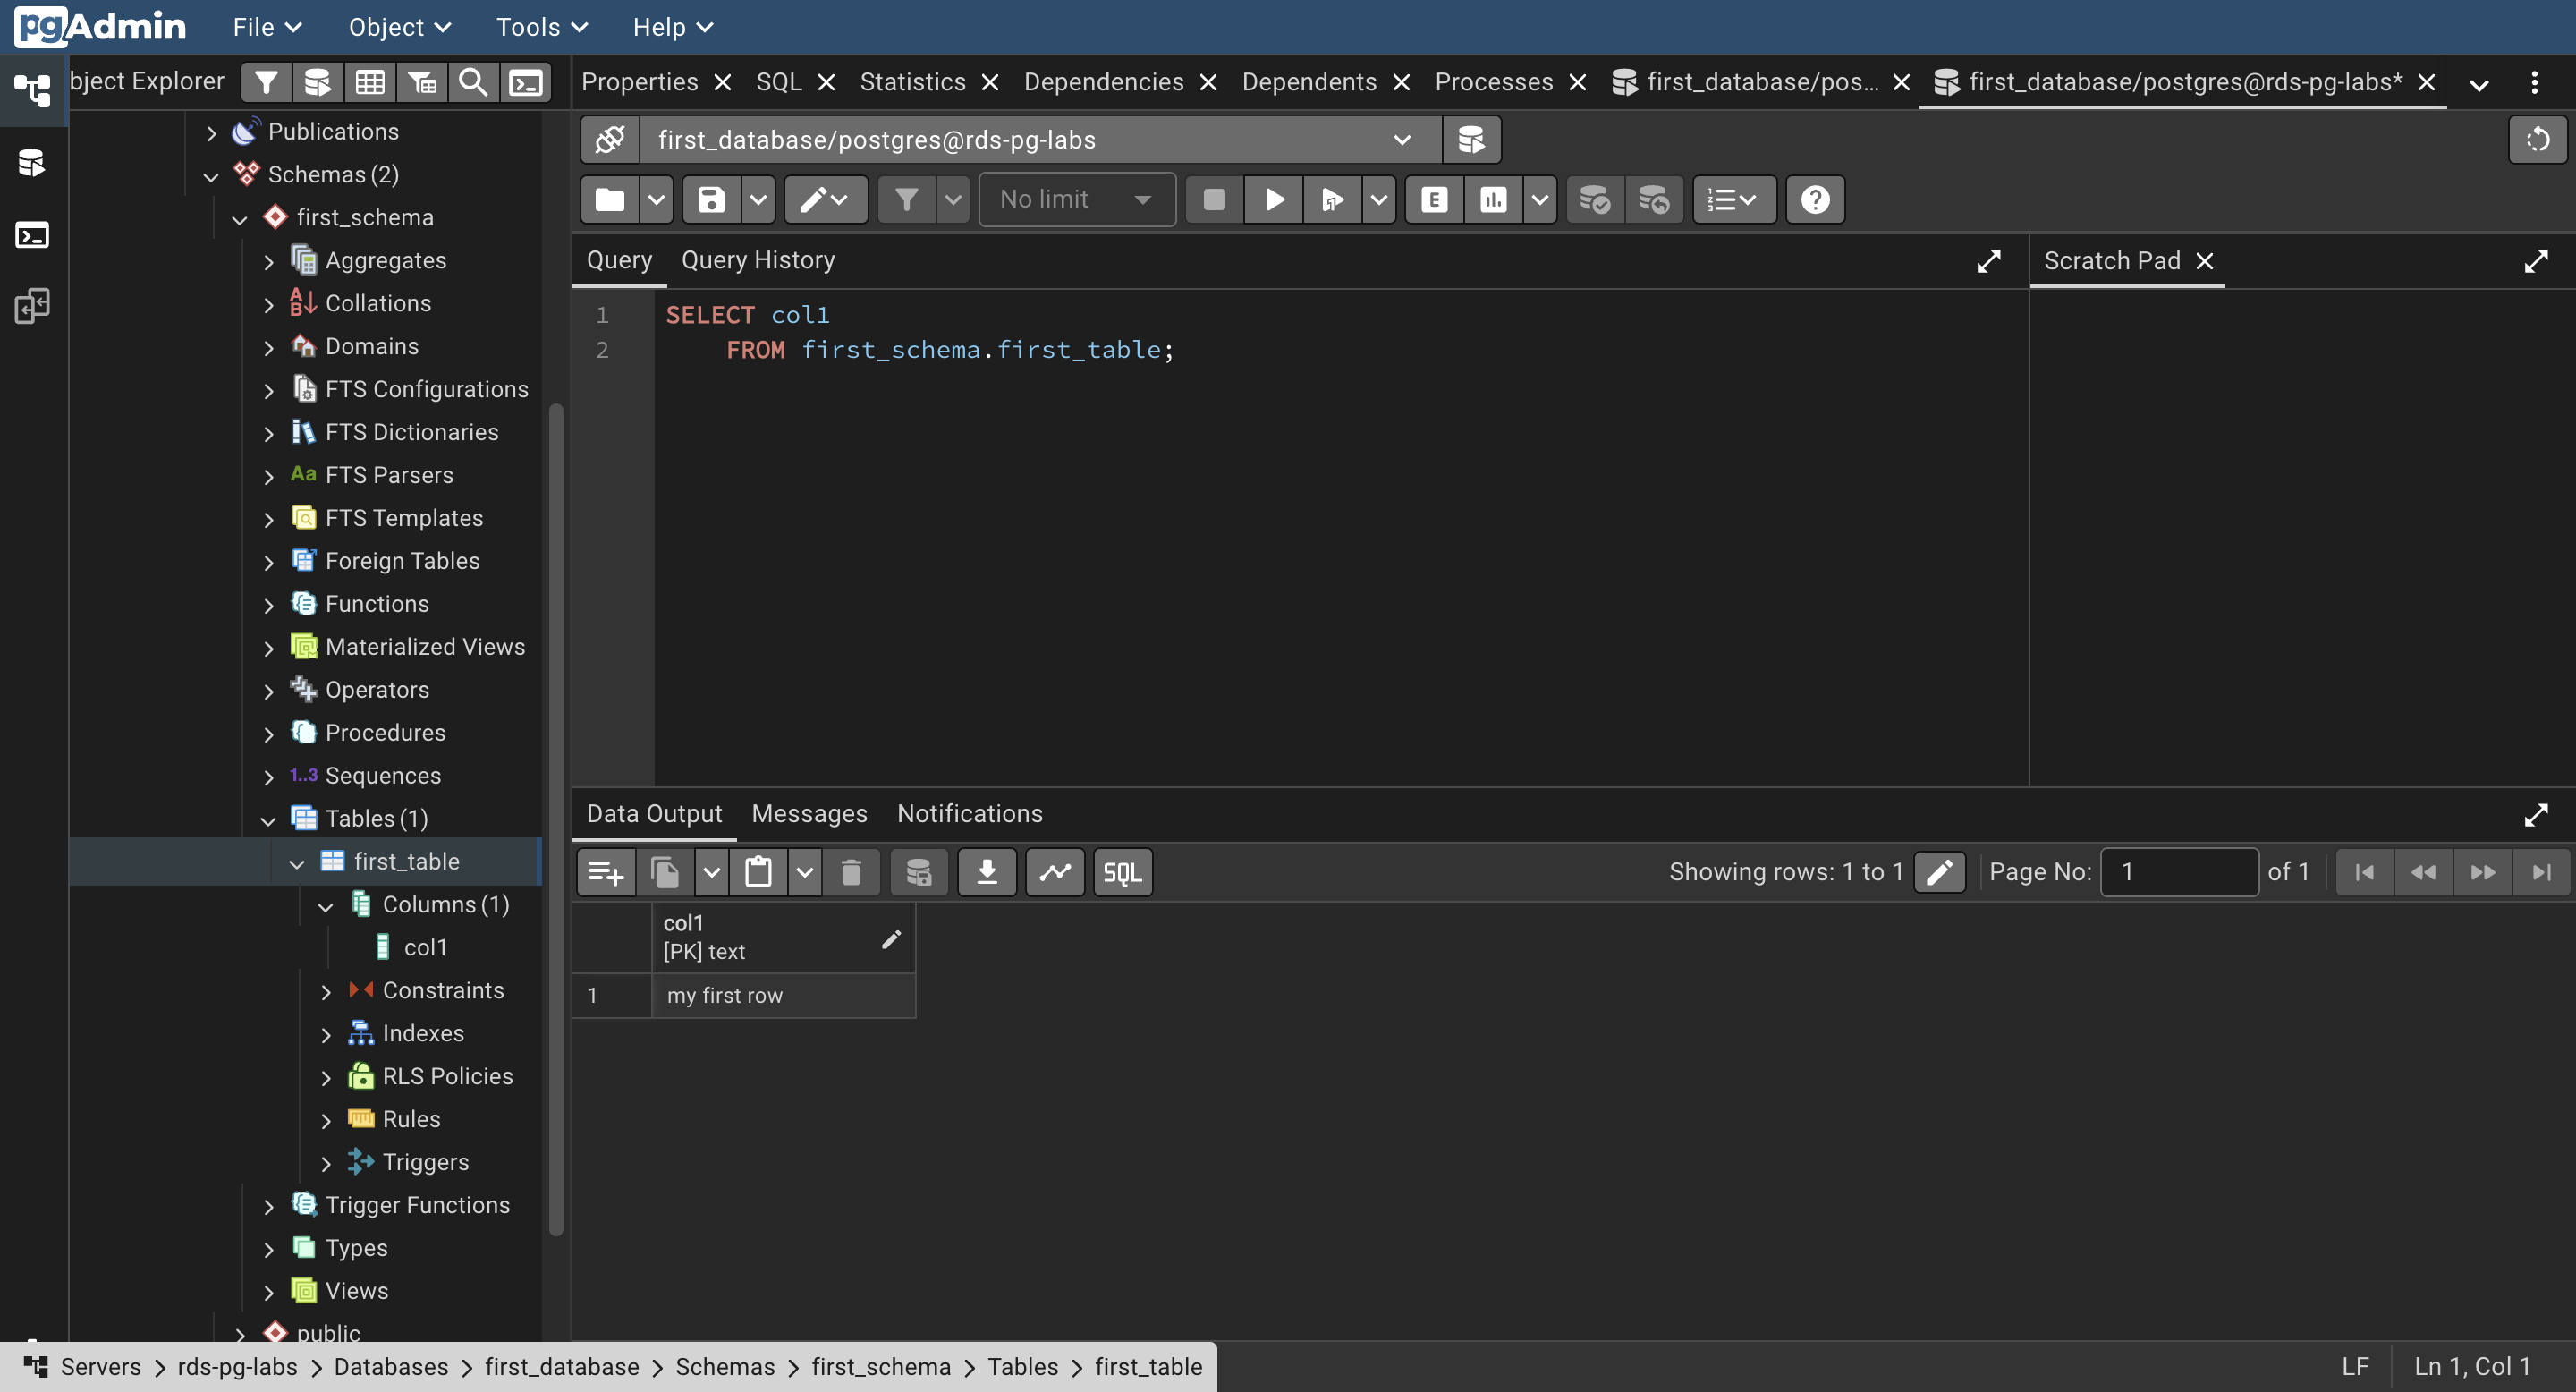 pgAdmin File Object Tools Help
bject Explorer
Properties SQL Statistics Dependencies Dependents Processes first_database/pos... first_database/postgres@rds-pg-labs*
Publications
Schemas (2)
first_schema
Aggregates
Collations
Domains
FTS Configurations
FTS Dictionaries
Aa FTS Parsers
FTS Templates
Foreign Tables
Functions
Materialized Views
Operators
Procedures
1..3 Sequences
Tables (1)
first_table
Columns (1)
col1
Constraints
Indexes
RLS Policies
Rules
Triggers
Trigger Functions
Types
Views
public
first_database/postgres@rds-pg-labs
No limit E
Query Query History
Scratch Pad
1 SELECT col1
2 FROM first_schema.first_table;
Data Output Messages Notifications
SQL Showing rows: 1 to 1 Page No: 1 of 1
col1
[PK] text
1 my first row
Servers > rds-pg-labs > Databases > first_database > Schemas > first_schema > Tables > first_table
LF Ln 1, Col 1